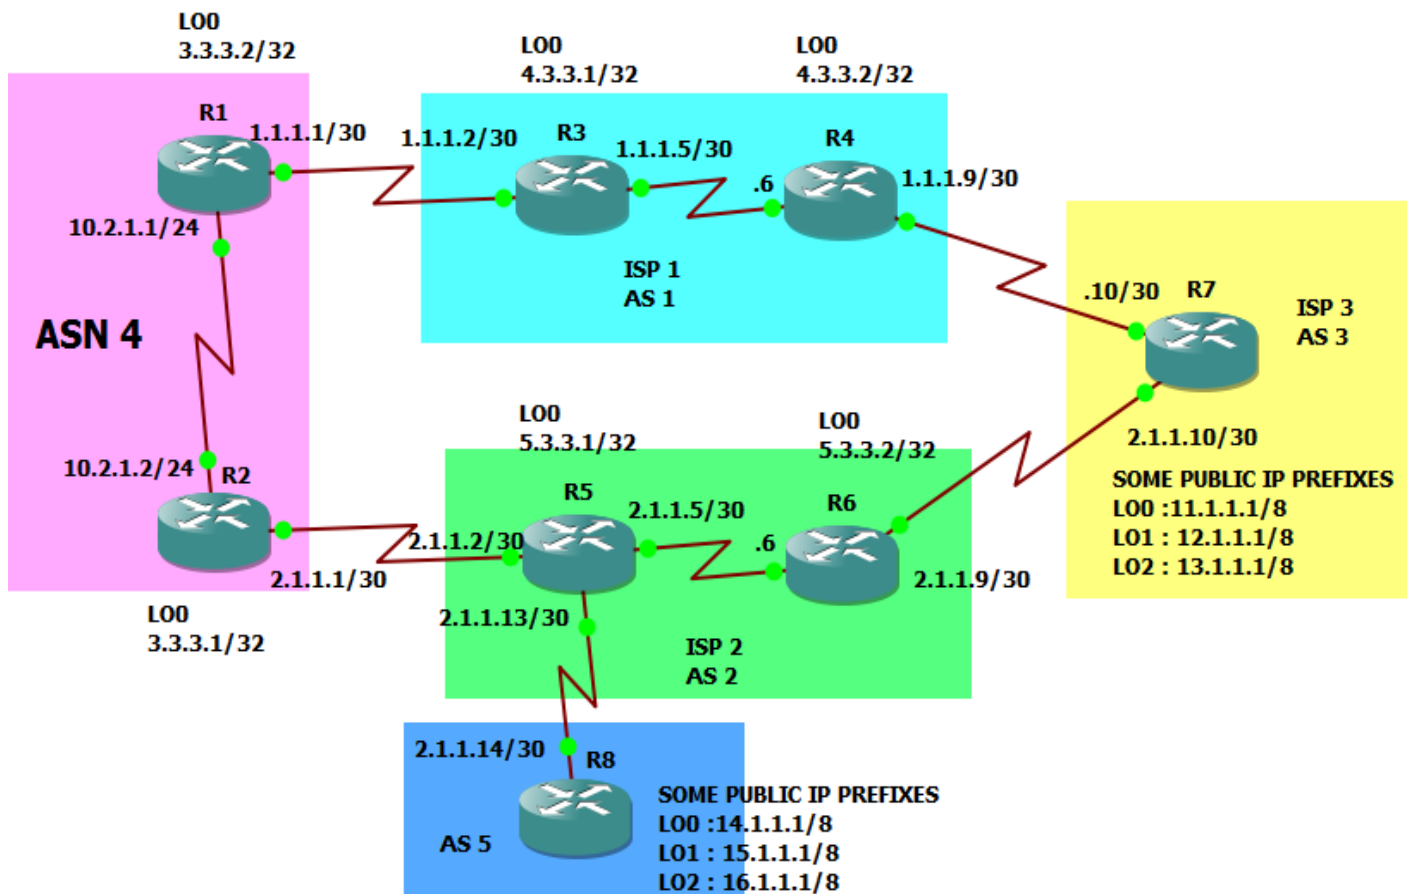 LO0
3.3.3.2/32
LO0
4.3.3.1/32
LO0
4.3.3.2/32
R1
1.1.1.1/30
1.1.1.2/30
R3
1.1.1.5/30
R4
.6
1.1.1.9/30
10.2.1.1/24
ISP 1
AS 1
.10/30
R7
ISP 3
AS 3
ASN 4
LO0
5.3.3.1/32
LO0
5.3.3.2/32
2.1.1.10/30
10.2.1.2/24
R2
R5
2.1.1.5/30
R6
SOME PUBLIC IP PREFIXES
LO0 :11.1.1.1/8
LO1 : 12.1.1.1/8
LO2 : 13.1.1.1/8
2.1.1.2/30
.6
2.1.1.1/30
2.1.1.9/30
LO0
3.3.3.1/32
2.1.1.13/30
ISP 2
AS 2
2.1.1.14/30
R8
SOME PUBLIC IP PREFIXES
LO0 :14.1.1.1/8
LO1 : 15.1.1.1/8
LO2 : 16.1.1.1/8
AS 5